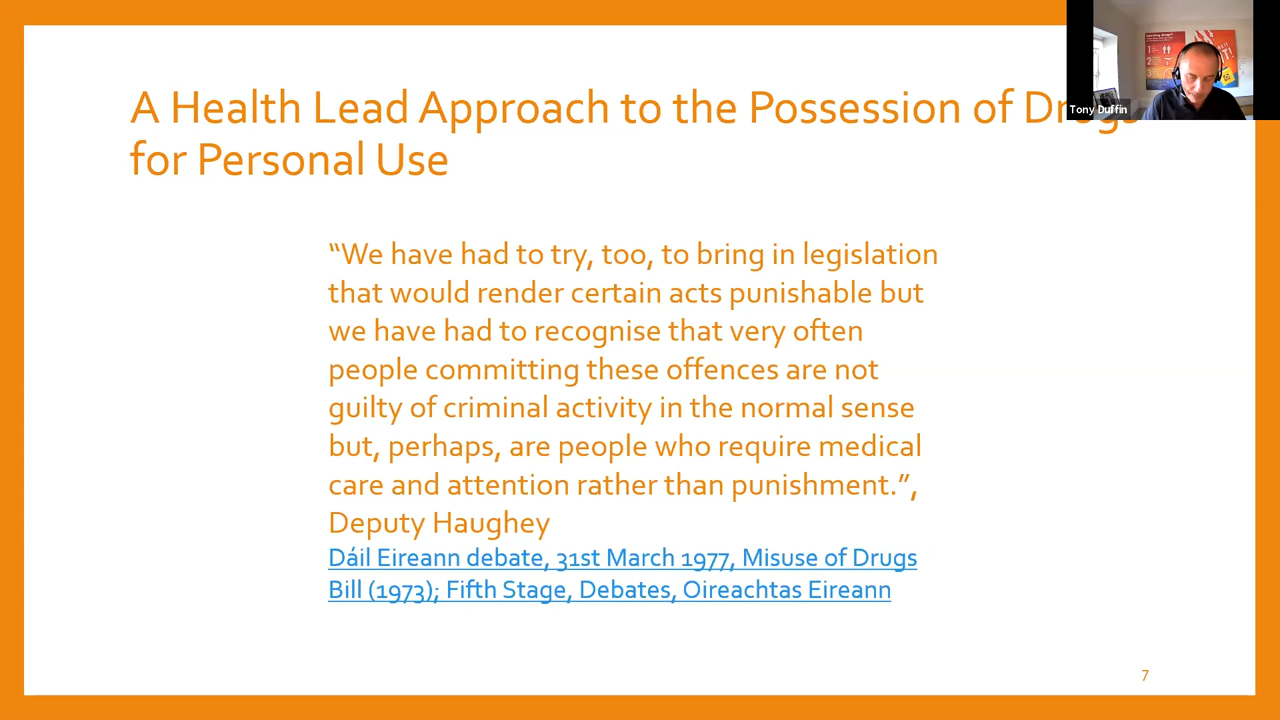 A Health Lead Approach to the Possession of Drugs
for Personal Use
Tony Duffin
“We have had to try, too, to bring in legislation
that would render certain acts punishable but
we have had to recognise that very often
people committing these offences are not
guilty of criminal activity in the normal sense
but, perhaps, are people who require medical
care and attention rather than punishment.”,
Deputy Haughey
Dáil Eireann debate, 31st March 1977, Misuse of Drugs
Bill (1973); Fifth Stage, Debates, Oireachtas Eireann
7